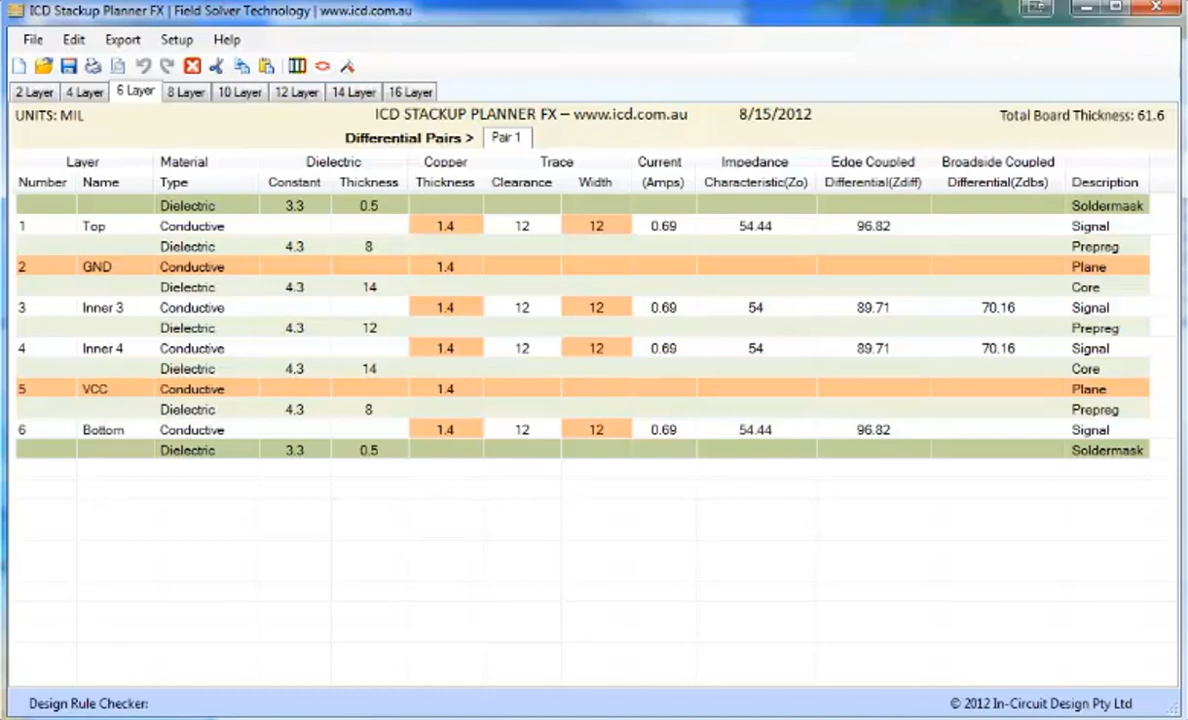 ICD Stackup Planner FX | Field Solver Technology | www.icd.com.au
File Edit Export Setup Help
2 Layer 4 Layer 6 Layer 8 Layer 10 Layer 12 Layer 14 Layer 16 Layer
UNITS: MIL ICD STACKUP PLANNER FX – www.icd.com.au 8/15/2012 Total Board Thickness: 61.6
Differential Pairs > Pair 1
Layer Material Dielectric Copper Trace Current Impedance Edge Coupled Broadside Coupled
Number Name Type Constant Thickness Thickness Clearance Width (Amps) Characteristic(Zo) Differential(Zdiff) Differential(Zdbs) Description
Dielectric 3.3 0.5 Soldermask
1 Top Conductive 1.4 12 12 0.69 54.44 96.82 Signal
Dielectric 4.3 8 Prepreg
2 GND Conductive 1.4 Plane
Dielectric 4.3 14 Core
3 Inner 3 Conductive 1.4 12 12 0.69 54 89.71 70.16 Signal
Dielectric 4.3 12 Prepreg
4 Inner 4 Conductive 1.4 12 12 0.69 54 89.71 70.16 Signal
Dielectric 4.3 14 Core
5 VCC Conductive 1.4 Plane
Dielectric 4.3 8 Prepreg
6 Bottom Conductive 1.4 12 12 0.69 54.44 96.82 Signal
Dielectric 3.3 0.5 Soldermask
Design Rule Checker: © 2012 In-Circuit Design Pty Ltd